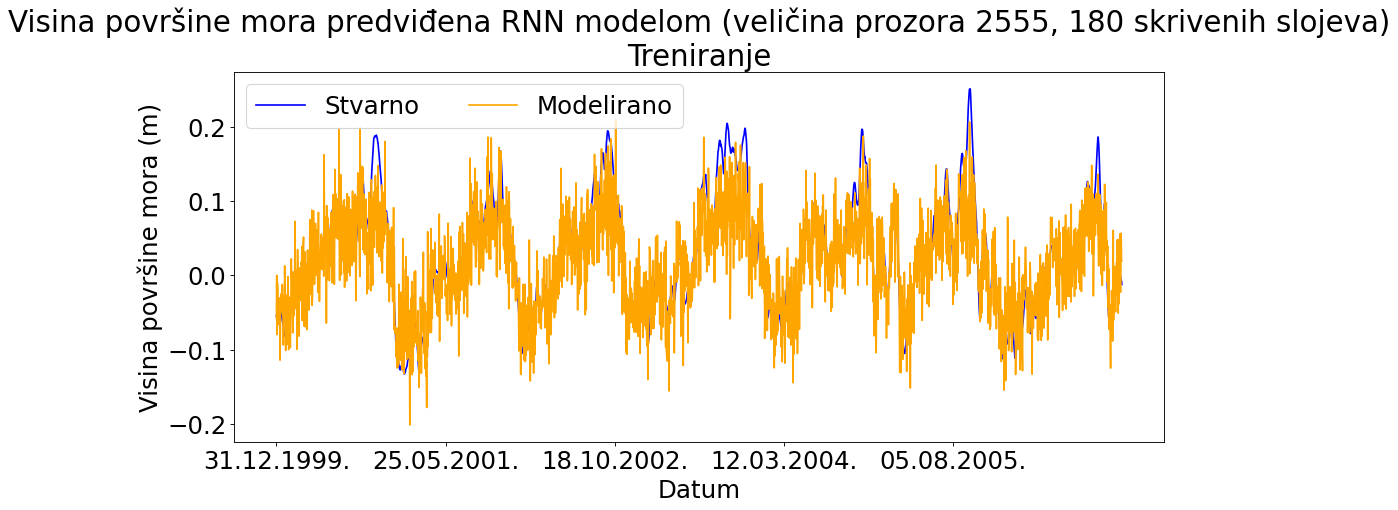 Visina površine mora predviđena RNN modelom (veličina prozora 2555, 180 skrivenih slojeva)
Treniranje
Stvarno
Modelirano
Visina površine mora (m)
0.2
0.1
0.0
−0.1
−0.2
31.12.1999.
25.05.2001.
18.10.2002.
12.03.2004.
05.08.2005.
Datum